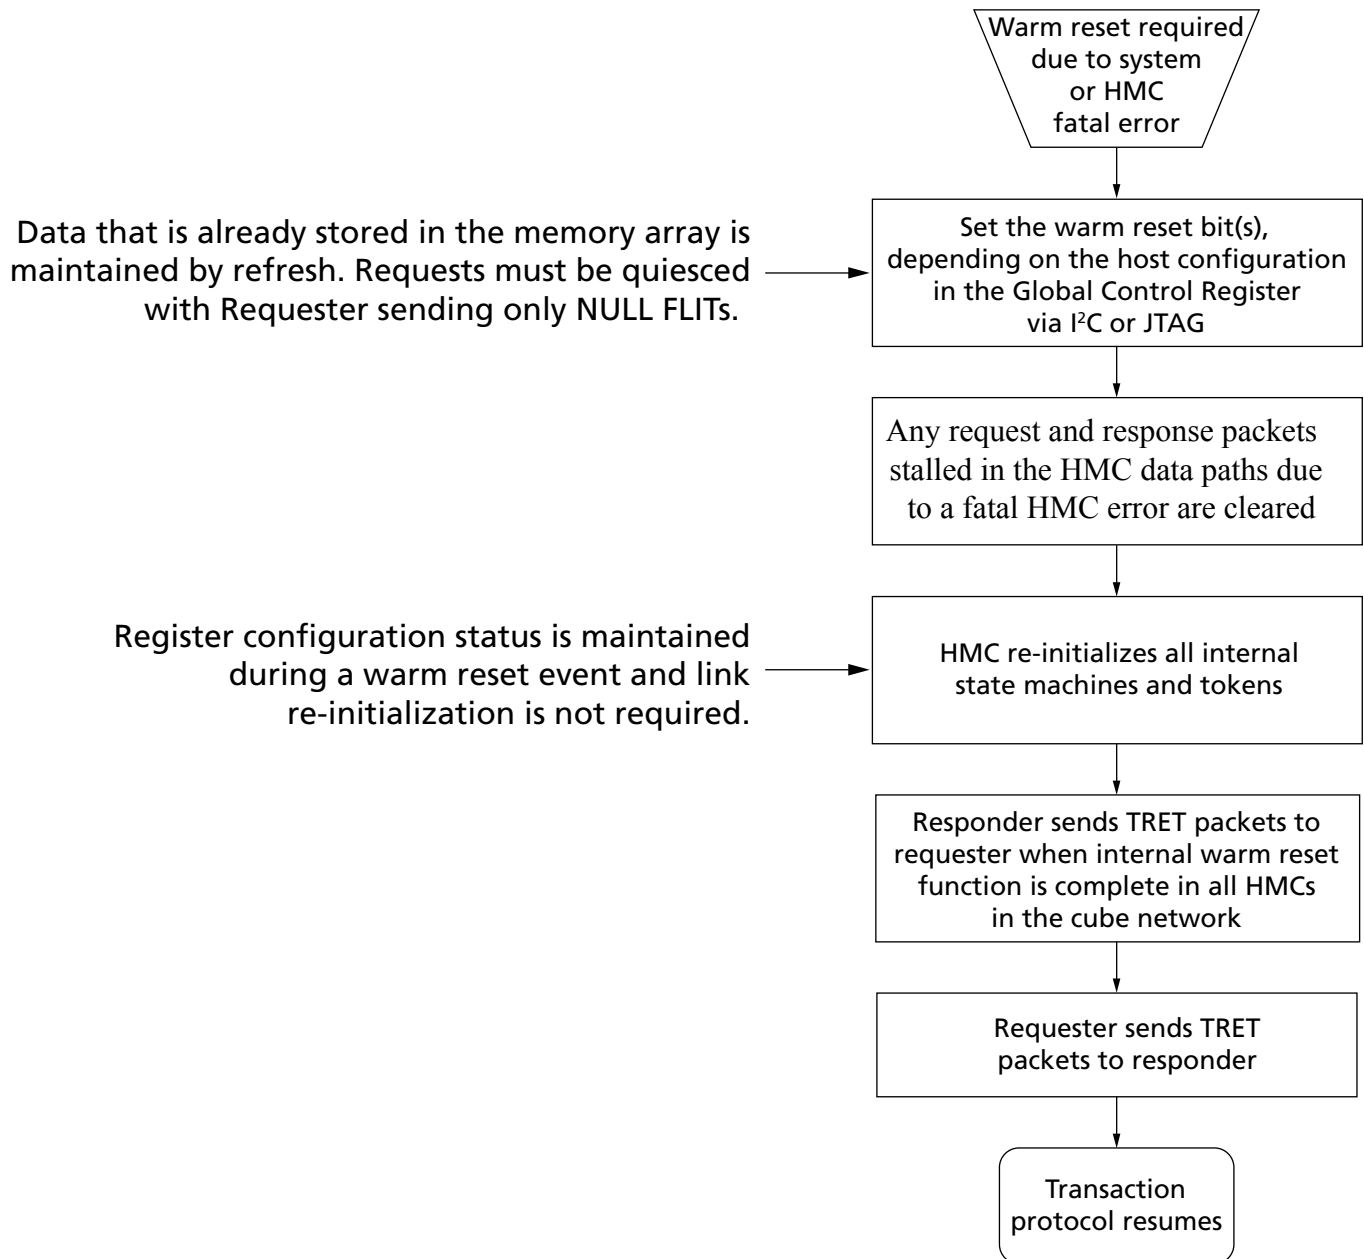 Warm reset required
due to system
or HMC
fatal error
Data that is already stored in the memory array is
maintained by refresh. Requests must be quiesced
with Requester sending only NULL FLITs.
Set the warm reset bit(s),
depending on the host configuration
in the Global Control Register
via I²C or JTAG
Any request and response packets
stalled in the HMC data paths due
to a fatal HMC error are cleared
Register configuration status is maintained
during a warm reset event and link
re-initialization is not required.
HMC re-initializes all internal
state machines and tokens
Responder sends TRET packets to
requester when internal warm reset
function is complete in all HMCs
in the cube network
Requester sends TRET
packets to responder
Transaction
protocol resumes